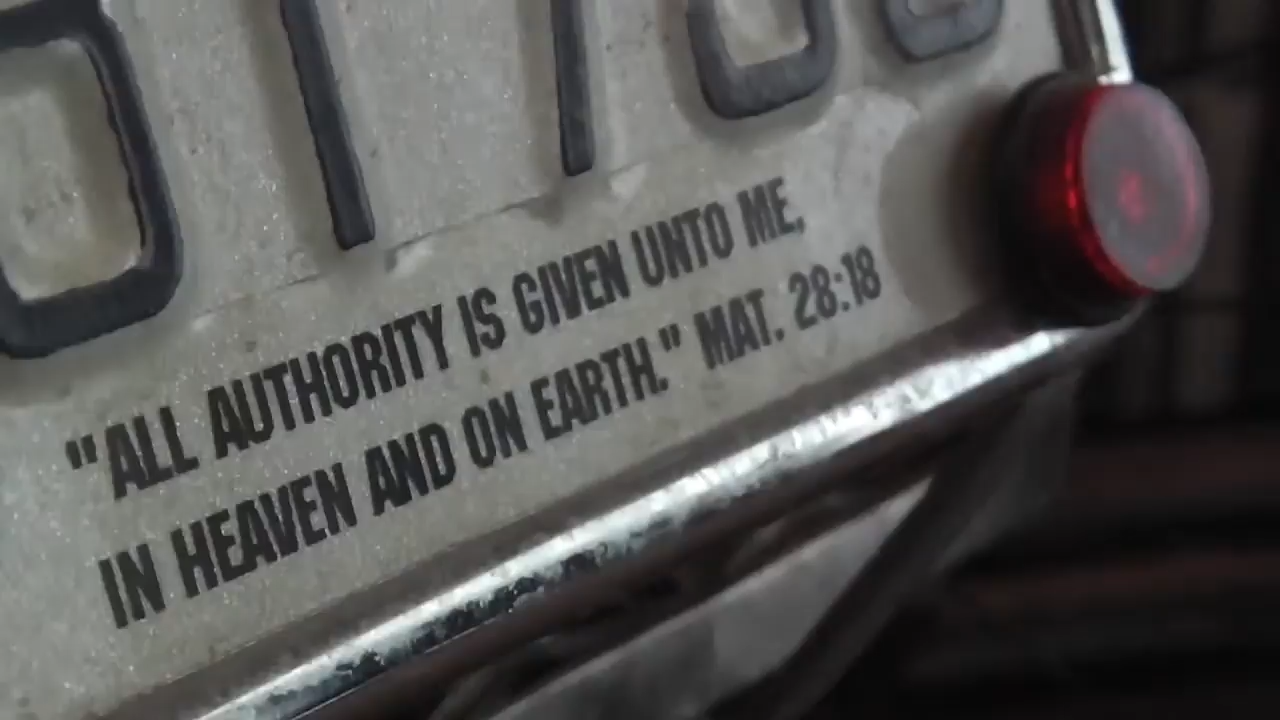 "ALL AUTHORITY IS GIVEN UNTO ME,
IN HEAVEN AND ON EARTH." MAT. 28:18